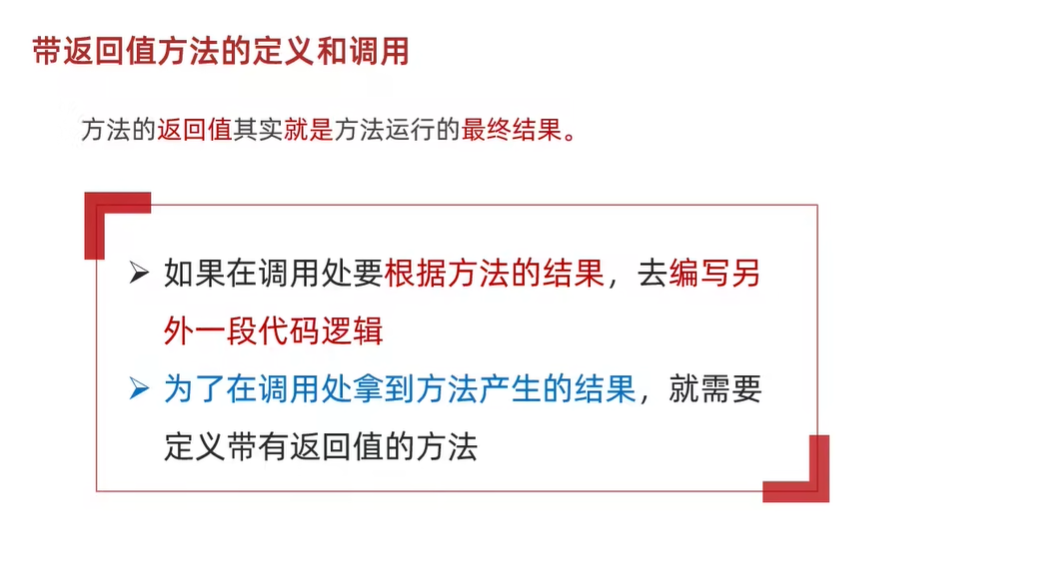 带返回值方法的定义和调用
方法的返回值其实就是方法运行的最终结果。
如果在调用处要根据方法的结果，去编写另
外一段代码逻辑
为了在调用处拿到方法产生的结果，就需要
定义带有返回值的方法